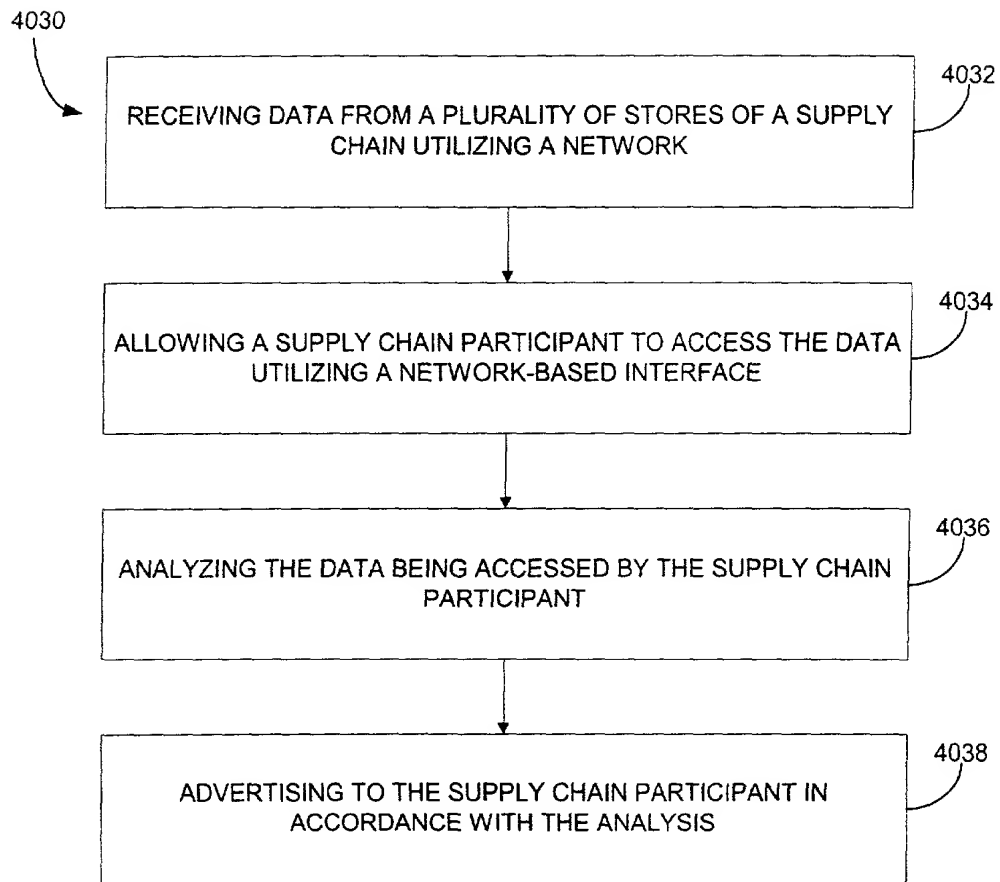 4030
4032
RECEIVING DATA FROM A PLURALITY OF STORES OF A SUPPLY
CHAIN UTILIZING A NETWORK
4034
ALLOWING A SUPPLY CHAIN PARTICIPANT TO ACCESS THE DATA
UTILIZING A NETWORK-BASED INTERFACE
4036
ANALYZING THE DATA BEING ACCESSED BY THE SUPPLY CHAIN
PARTICIPANT
4038
ADVERTISING TO THE SUPPLY CHAIN PARTICIPANT IN
ACCORDANCE WITH THE ANALYSIS